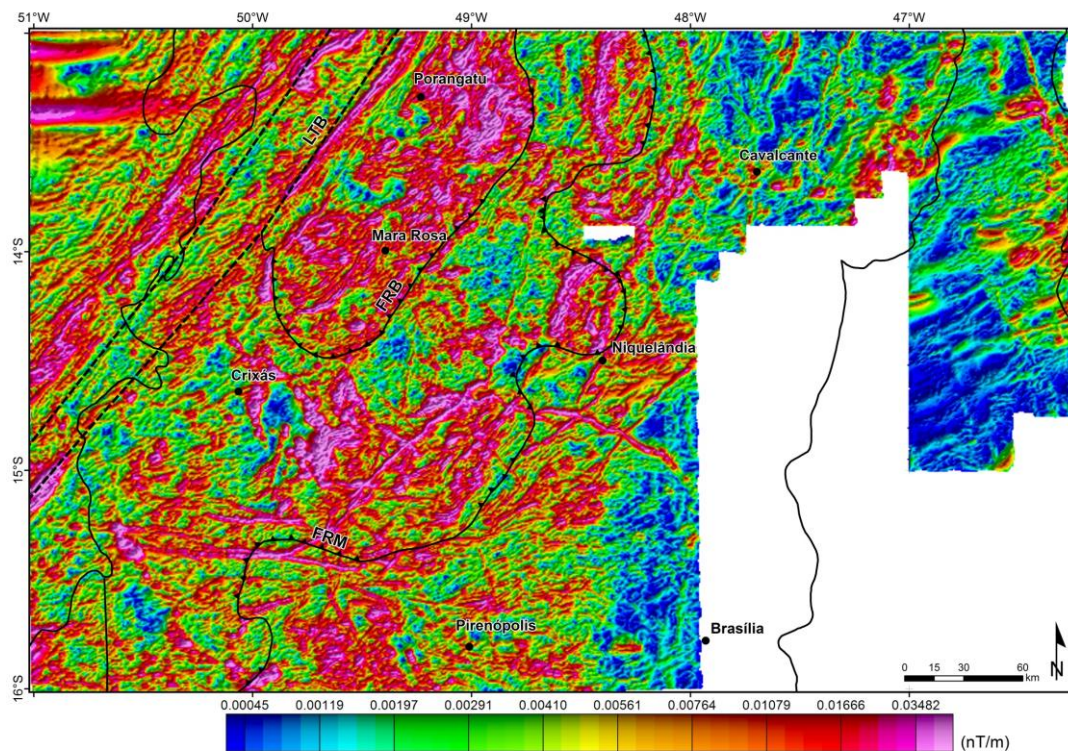 51°W 50°W 49°W 48°W 47°W
Porangatu
LTB
Cavalcante
14°S
Mara Rosa
FRB
Niquelândia
Crixás
15°S
FRM
Pirenópolis
Brasília
N
0 15 30 60
km
16°S
0.00045 0.00119 0.00197 0.00291 0.00410 0.00561 0.00764 0.01079 0.01666 0.03482
(nT/m)